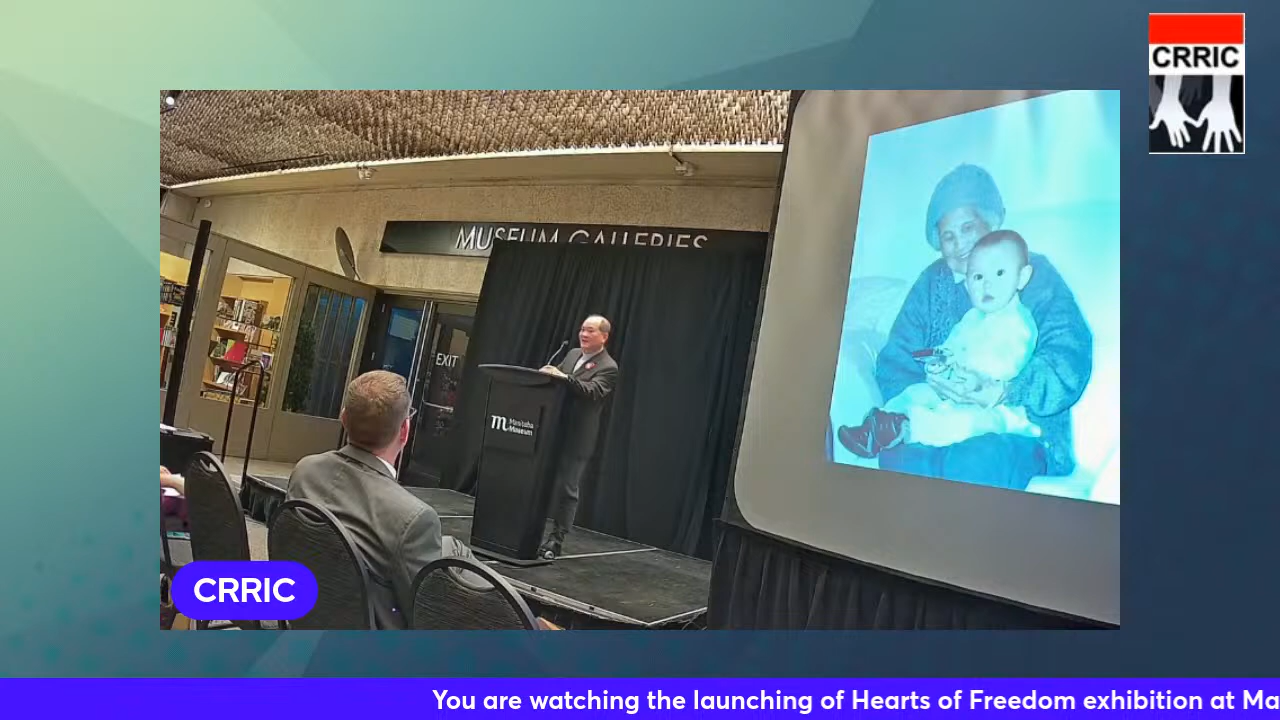 CRRIC
MUSEUM GALLERIES
EXIT
m Manitoba
Museum
CRRIC
You are watching the launching of Hearts of Freedom exhibition at Ma